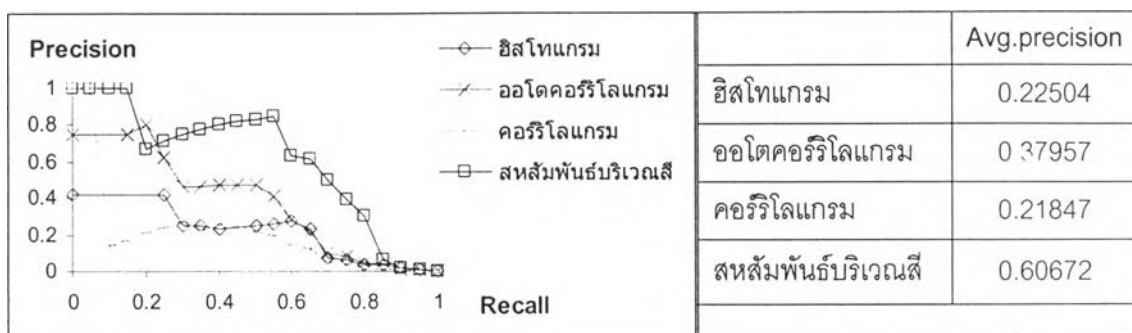 Precision
1
0.8
0.6
0.4
0.2
0
0 0.2 0.4 0.6 0.8 1
Recall
ฮิสโทแกรม
ออโตคอร์ริโลแกรม
คอร์ริโลแกรม
สหสัมพันธ์บริเวณสี
Avg.precision
ฮิสโทแกรม 0.22504
ออโตคอร์ริโลแกรม 0.37957
คอร์ริโลแกรม 0.21847
สหสัมพันธ์บริเวณสี 0.60672